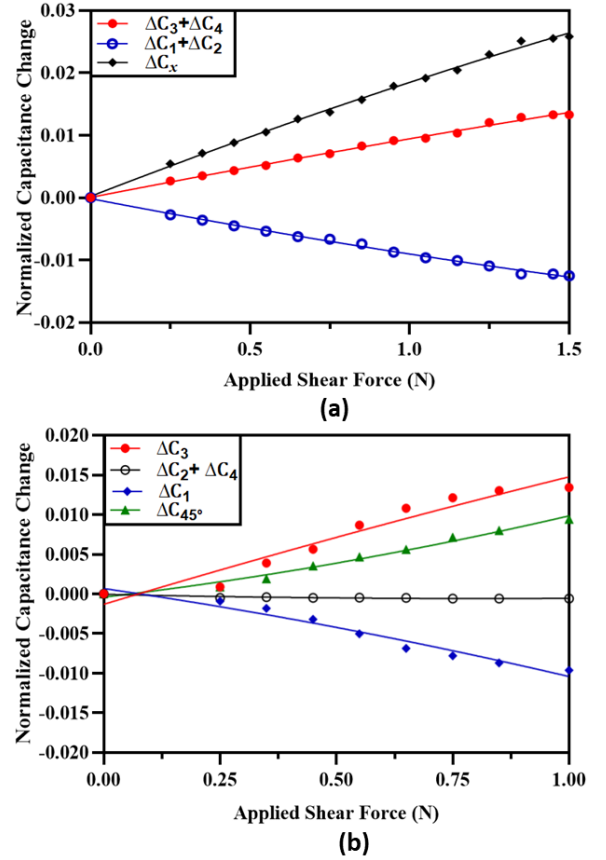 0.03
0.02
0.01
0.00
-0.01
-0.02
Normalized Capacitance Change
ΔC₃+ΔC₄
ΔC₁+ΔC₂
ΔCₓ
0.0 0.5 1.0 1.5
Applied Shear Force (N)
(a)
0.020
0.015
0.010
0.005
0.000
-0.005
-0.010
-0.015
-0.020
Normalized Capacitance Change
ΔC₃
ΔC₂+ ΔC₄
ΔC₁
ΔC₄₅°
0.00 0.25 0.50 0.75 1.00
Applied Shear Force (N)
(b)